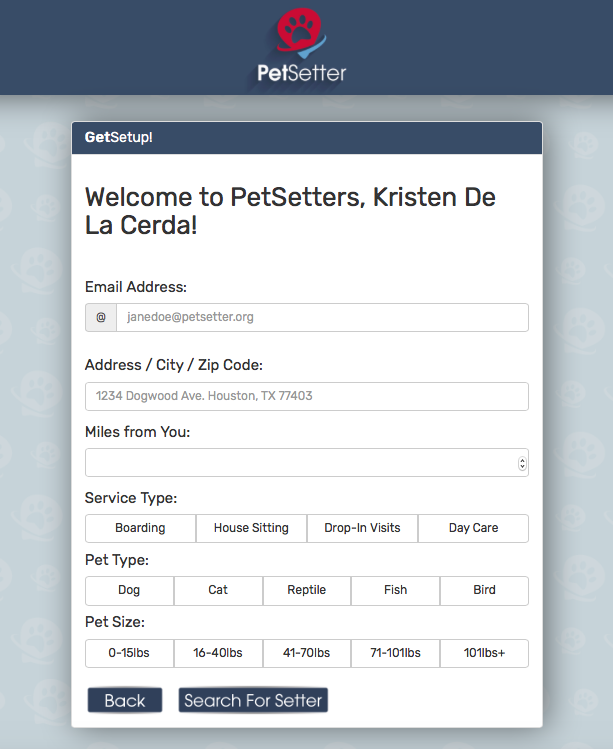 PetSetter
GetSetup!
Welcome to PetSetters, Kristen De
La Cerda!
Email Address:
@ janedoe@petsetter.org
Address / City / Zip Code:
1234 Dogwood Ave. Houston, TX 77403
Miles from You:
Service Type:
Boarding House Sitting Drop-In Visits Day Care
Pet Type:
Dog Cat Reptile Fish Bird
Pet Size:
0-15lbs 16-40lbs 41-70lbs 71-101lbs 101lbs+
Back Search For Setter